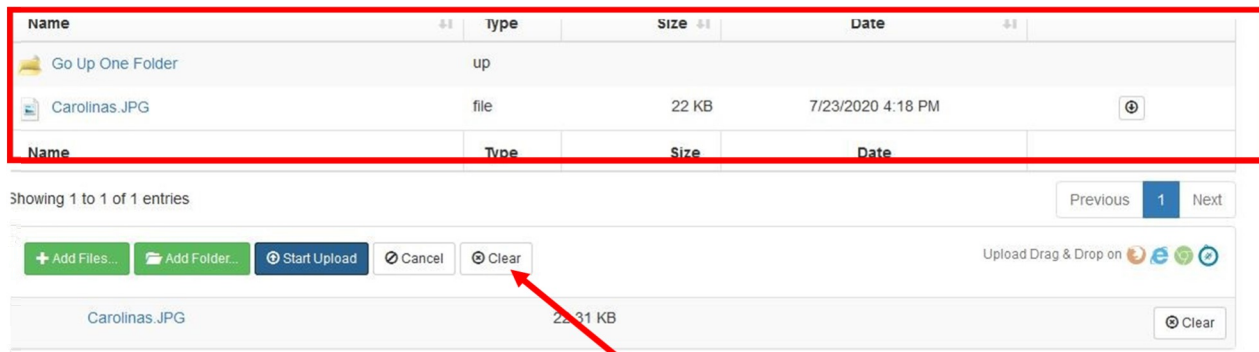 Name Type Size Date
Go Up One Folder up
Carolinas.JPG file 22 KB 7/23/2020 4:18 PM
Name Type Size Date
Showing 1 to 1 of 1 entries Previous 1 Next
Add Files... Add Folder... Start Upload Cancel Clear Upload Drag & Drop on
Carolinas.JPG 22.31 KB Clear